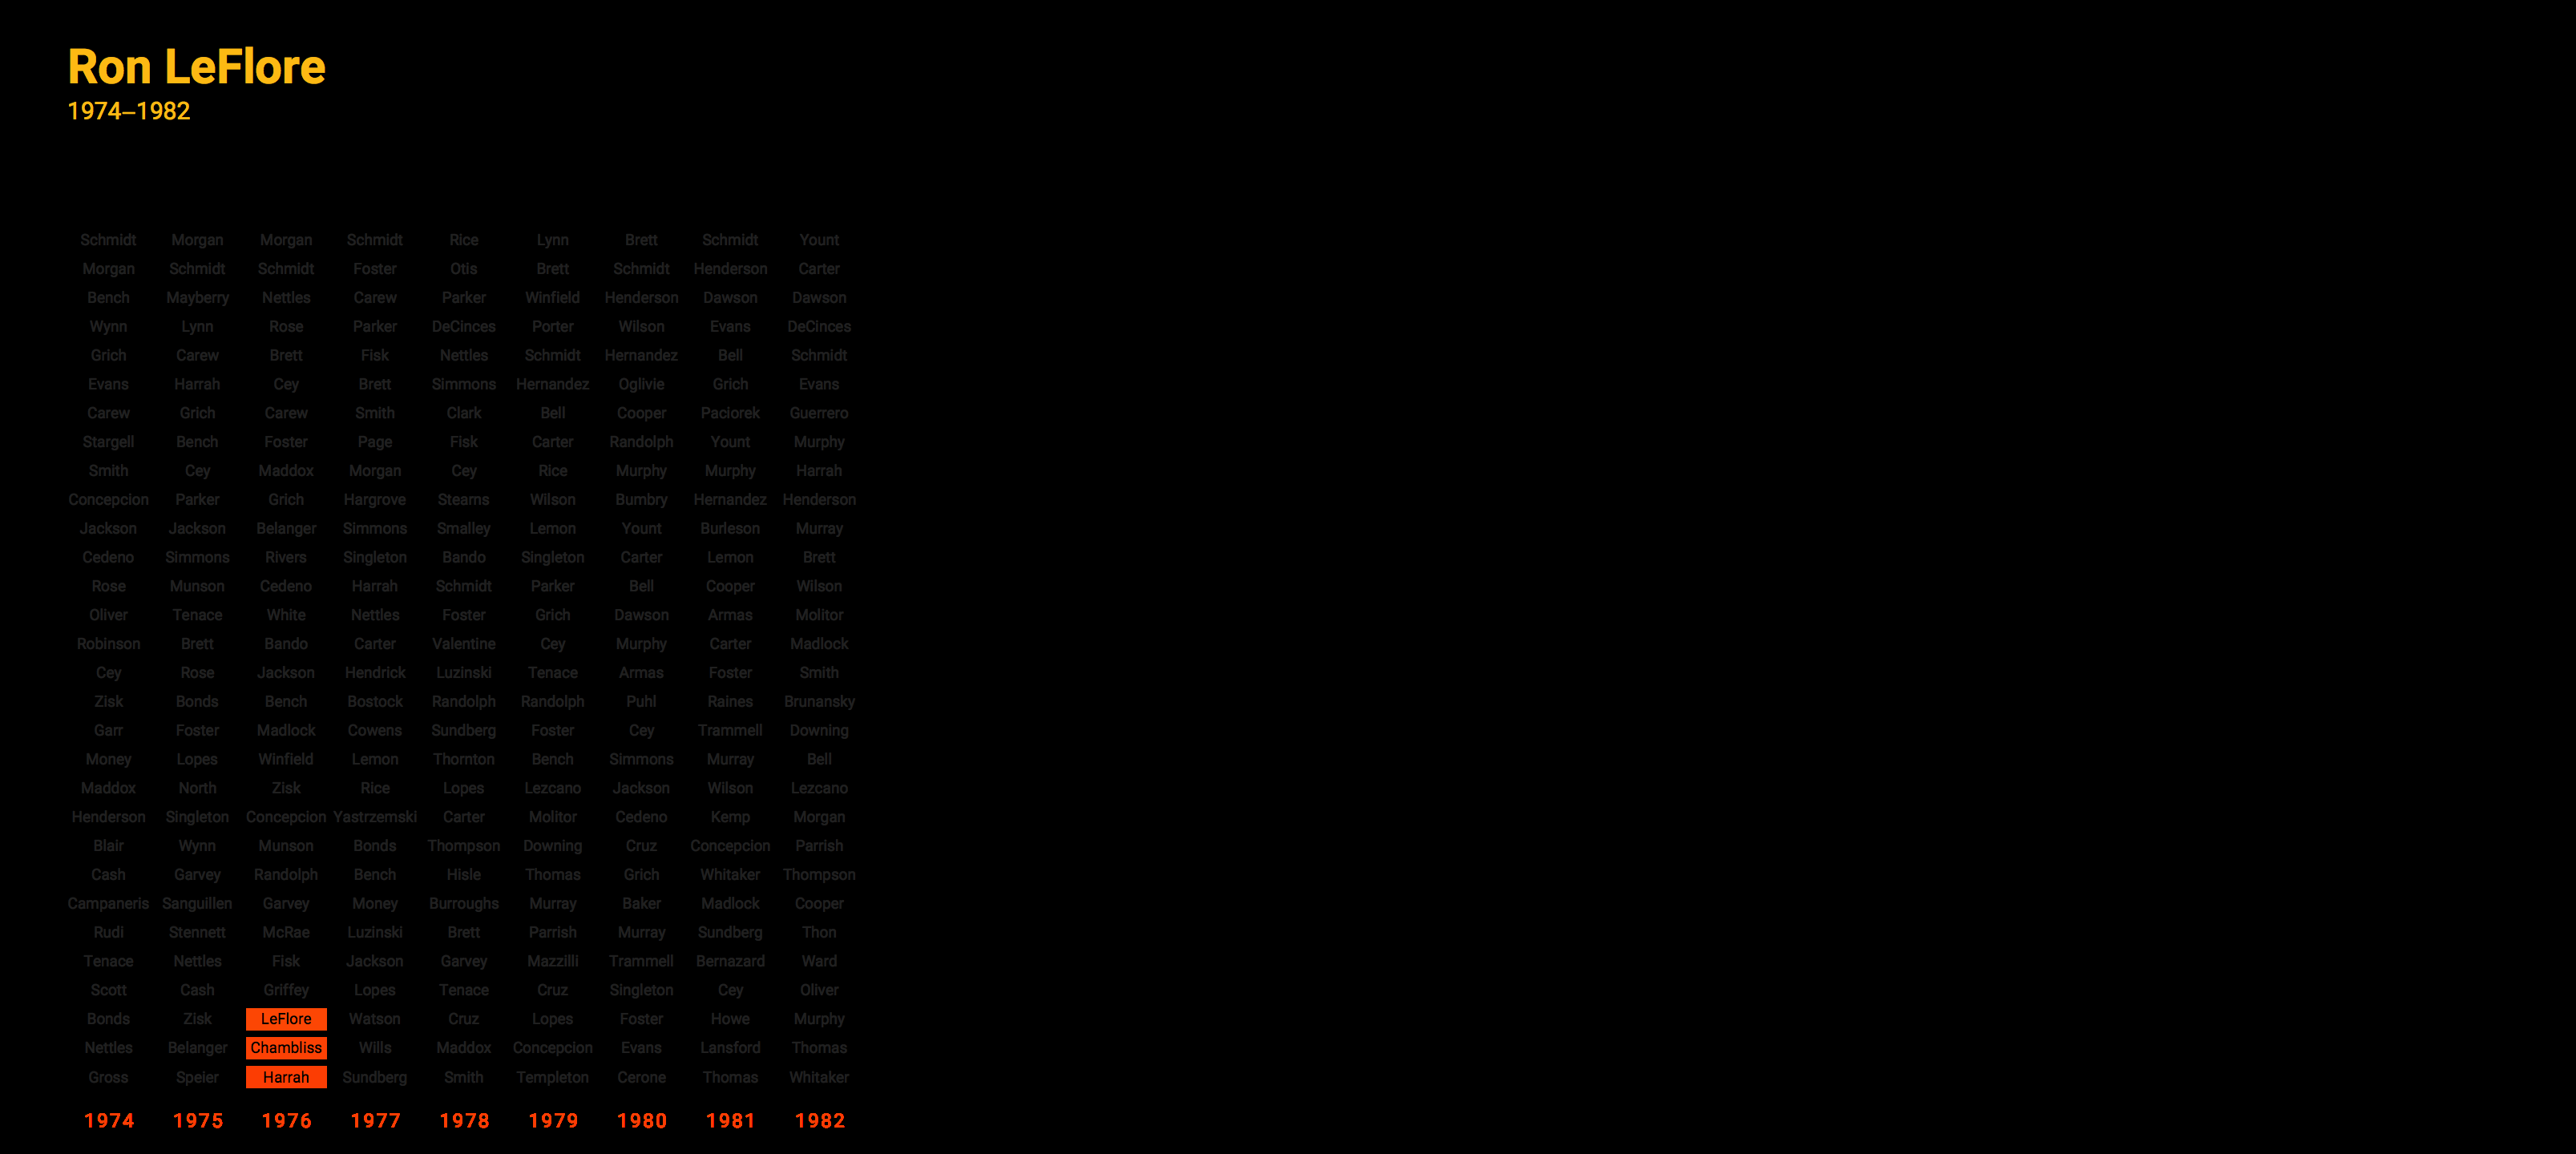 Ron LeFlore
1974–1982
Schmidt Morgan Morgan Schmidt Rice Lynn Brett Schmidt Yount
Morgan Schmidt Schmidt Foster Otis Brett Schmidt Henderson Carter
Bench Mayberry Nettles Carew Parker Winfield Henderson Dawson Dawson
Wynn Lynn Rose Parker DeCinces Porter Wilson Evans DeCinces
Grich Carew Brett Fisk Nettles Schmidt Hernandez Bell Schmidt
Evans Harrah Cey Brett Simmons Hernandez Oglivie Grich Evans
Carew Grich Carew Smith Clark Bell Cooper Paciorek Guerrero
Stargell Bench Foster Page Fisk Carter Randolph Yount Murphy
Smith Cey Maddox Morgan Cey Rice Murphy Murphy Harrah
Concepcion Parker Grich Hargrove Stearns Wilson Bumbry Hernandez Henderson
Jackson Jackson Belanger Simmons Smalley Lemon Yount Burleson Murray
Cedeno Simmons Rivers Singleton Bando Singleton Carter Lemon Brett
Rose Munson Cedeno Harrah Schmidt Parker Bell Cooper Wilson
Oliver Tenace White Nettles Foster Grich Dawson Armas Molitor
Robinson Brett Bando Carter Valentine Cey Murphy Carter Madlock
Cey Rose Jackson Hendrick Luzinski Tenace Armas Foster Smith
Zisk Bonds Bench Bostock Randolph Randolph Puhl Raines Brunansky
Garr Foster Madlock Cowens Sundberg Foster Cey Trammell Downing
Money Lopes Winfield Lemon Thornton Bench Simmons Murray Bell
Maddox North Zisk Rice Lopes Lezcano Jackson Wilson Lezcano
Henderson Singleton Concepcion Yastrzemski Carter Molitor Cedeno Kemp Morgan
Blair Wynn Munson Bonds Thompson Downing Cruz Concepcion Parrish
Cash Garvey Randolph Bench Hisle Thomas Grich Whitaker Thompson
Campaneris Sanguillen Garvey Money Burroughs Murray Baker Madlock Cooper
Rudi Stennett McRae Luzinski Brett Parrish Murray Sundberg Thon
Tenace Nettles Fisk Jackson Garvey Mazzilli Trammell Bernazard Ward
Scott Cash Griffey Lopes Tenace Cruz Singleton Cey Oliver
Bonds Zisk LeFlore Watson Cruz Lopes Foster Howe Murphy
Nettles Belanger Chambliss Wills Maddox Concepcion Evans Lansford Thomas
Gross Speier Harrah Sundberg Smith Templeton Cerone Thomas Whitaker
1974 1975 1976 1977 1978 1979 1980 1981 1982